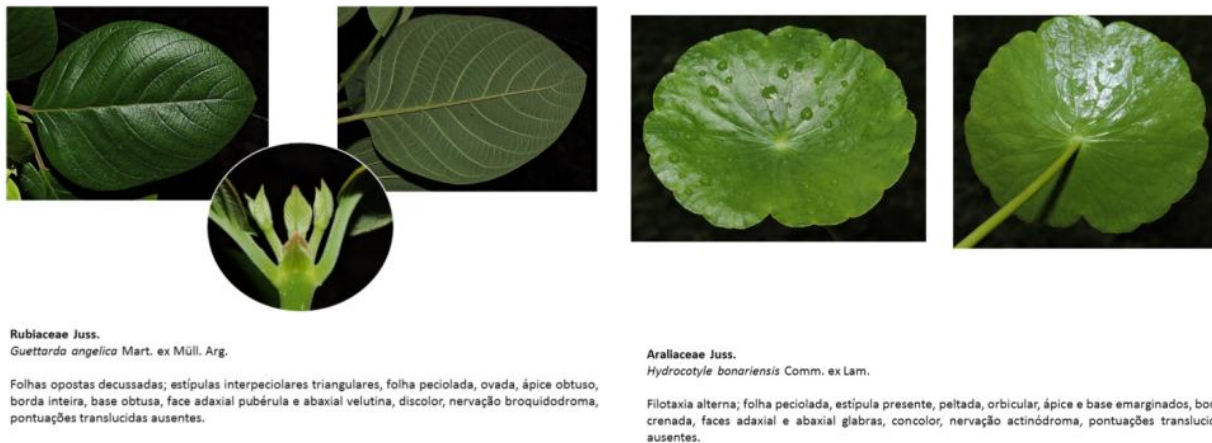 Rubiaceae Juss.
Guettarda angelica Mart. ex Müll. Arg.
Folhas opostas decussadas; estípulas interpeciolares triangulares, folha peciolada, ovada, ápice obtuso,
borda inteira, base obtusa, face adaxial pubérula e abaxial velutina, discolor, nervação broquidodroma,
pontuações translucidas ausentes.
Araliaceae Juss.
Hydrocotyle bonariensis Comm. ex Lam.
Filotaxia alterna; folha peciolada, estípula presente, peltada, orbicular, ápice e base emarginados,
crenada, faces adaxial e abaxial glabras, concolor, nervação actinódroma, pontuações
ausentes.